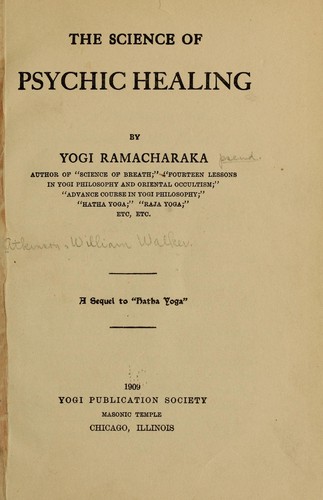 THE SCIENCE OF
PSYCHIC HEALING
BY
YOGI RAMACHARAKA pseud.
AUTHOR OF "SCIENCE OF BREATH;" "FOURTEEN LESSONS
IN YOGI PHILOSOPHY AND ORIENTAL OCCULTISM;"
"ADVANCE COURSE IN YOGI PHILOSOPHY;"
"HATHA YOGA;" "RAJA YOGA;"
ETC, ETC.
Atkinson, William Walker
A Sequel to "Hatha Yoga"
1909
YOGI PUBLICATION SOCIETY
MASONIC TEMPLE
CHICAGO, ILLINOIS